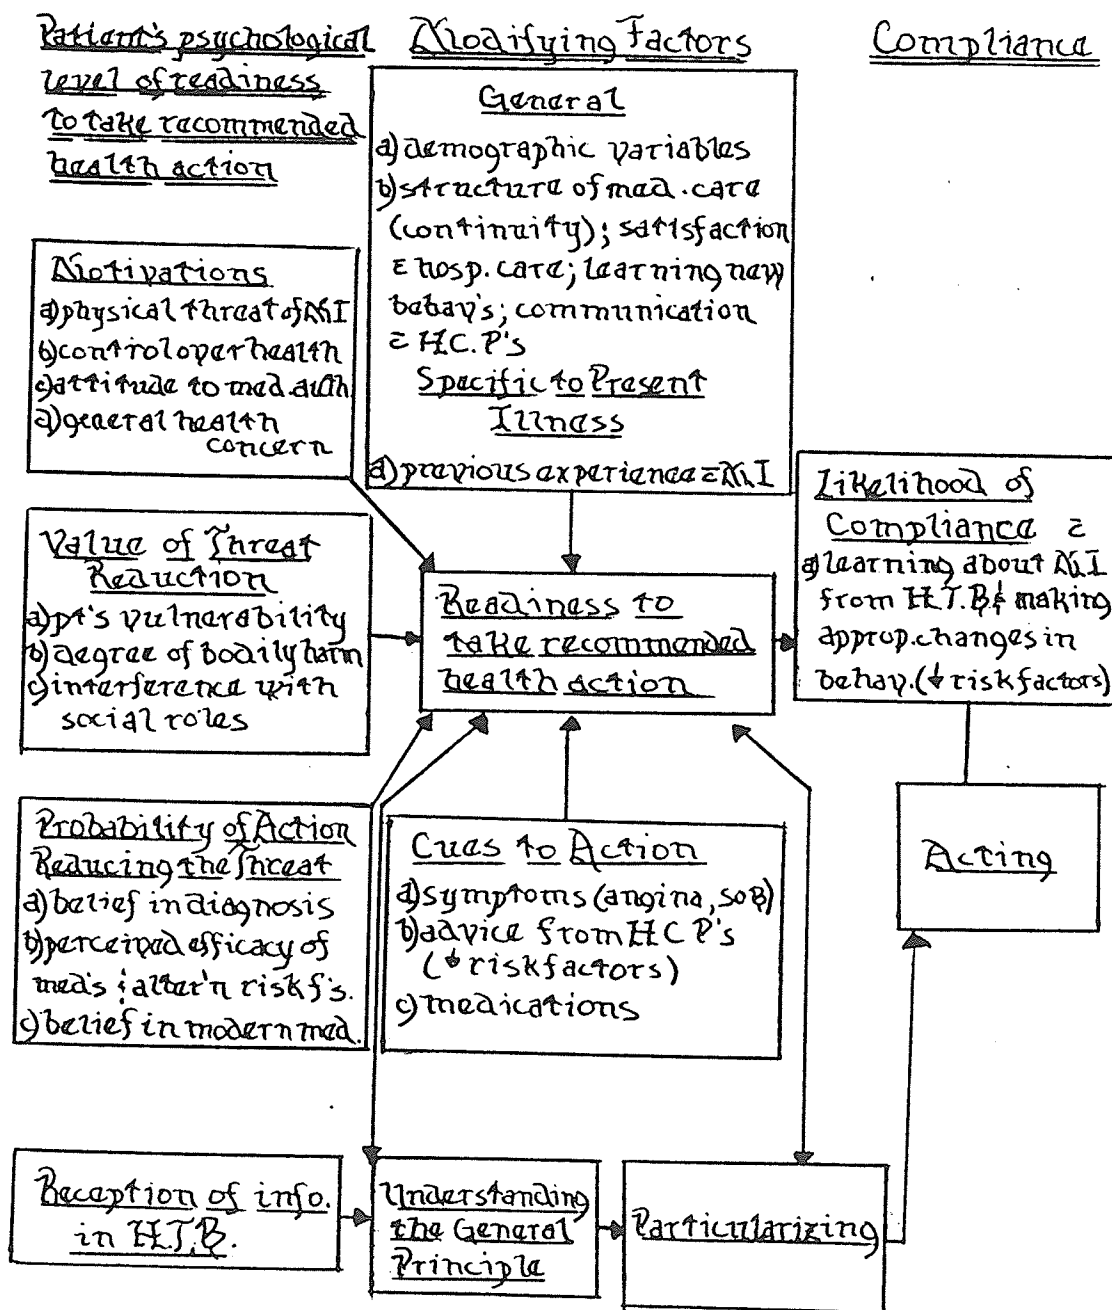 Patient's psychological
level of readiness
to take recommended
health action
Modifying Factors
Compliance
General
a) demographic variables
b) structure of med. care
(continuity); satisfaction
c̄ hosp. care; learning new
behav's; communication
c̄ H.C.P's
Specific to Present
Illness
a) previous experience c̄ MI
Motivations
a) physical threat of MI
b) control over health
c) attitude to med. auth.
d) general health
concern
Value of Threat
Reduction
a) pt's vulnerability
b) degree of bodily harm
c) interference with
social roles
Readiness to
take recommended
health action
Likelihood of
Compliance c̄
a) learning about MI
from H.T.B. & making
approp. changes in
behav. (↓ risk factors)
Probability of Action
Reducing the Threat
a) belief in diagnosis
b) perceived efficacy of
med's & alter'n risk f's.
c) belief in modern med.
Cues to Action
a) symptoms (angina, SOB)
b) advice from HCP's
(↓ risk factors)
c) medications
Acting
Reception of info.
in H.T.B.
Understanding
the General
Principle
Particularizing